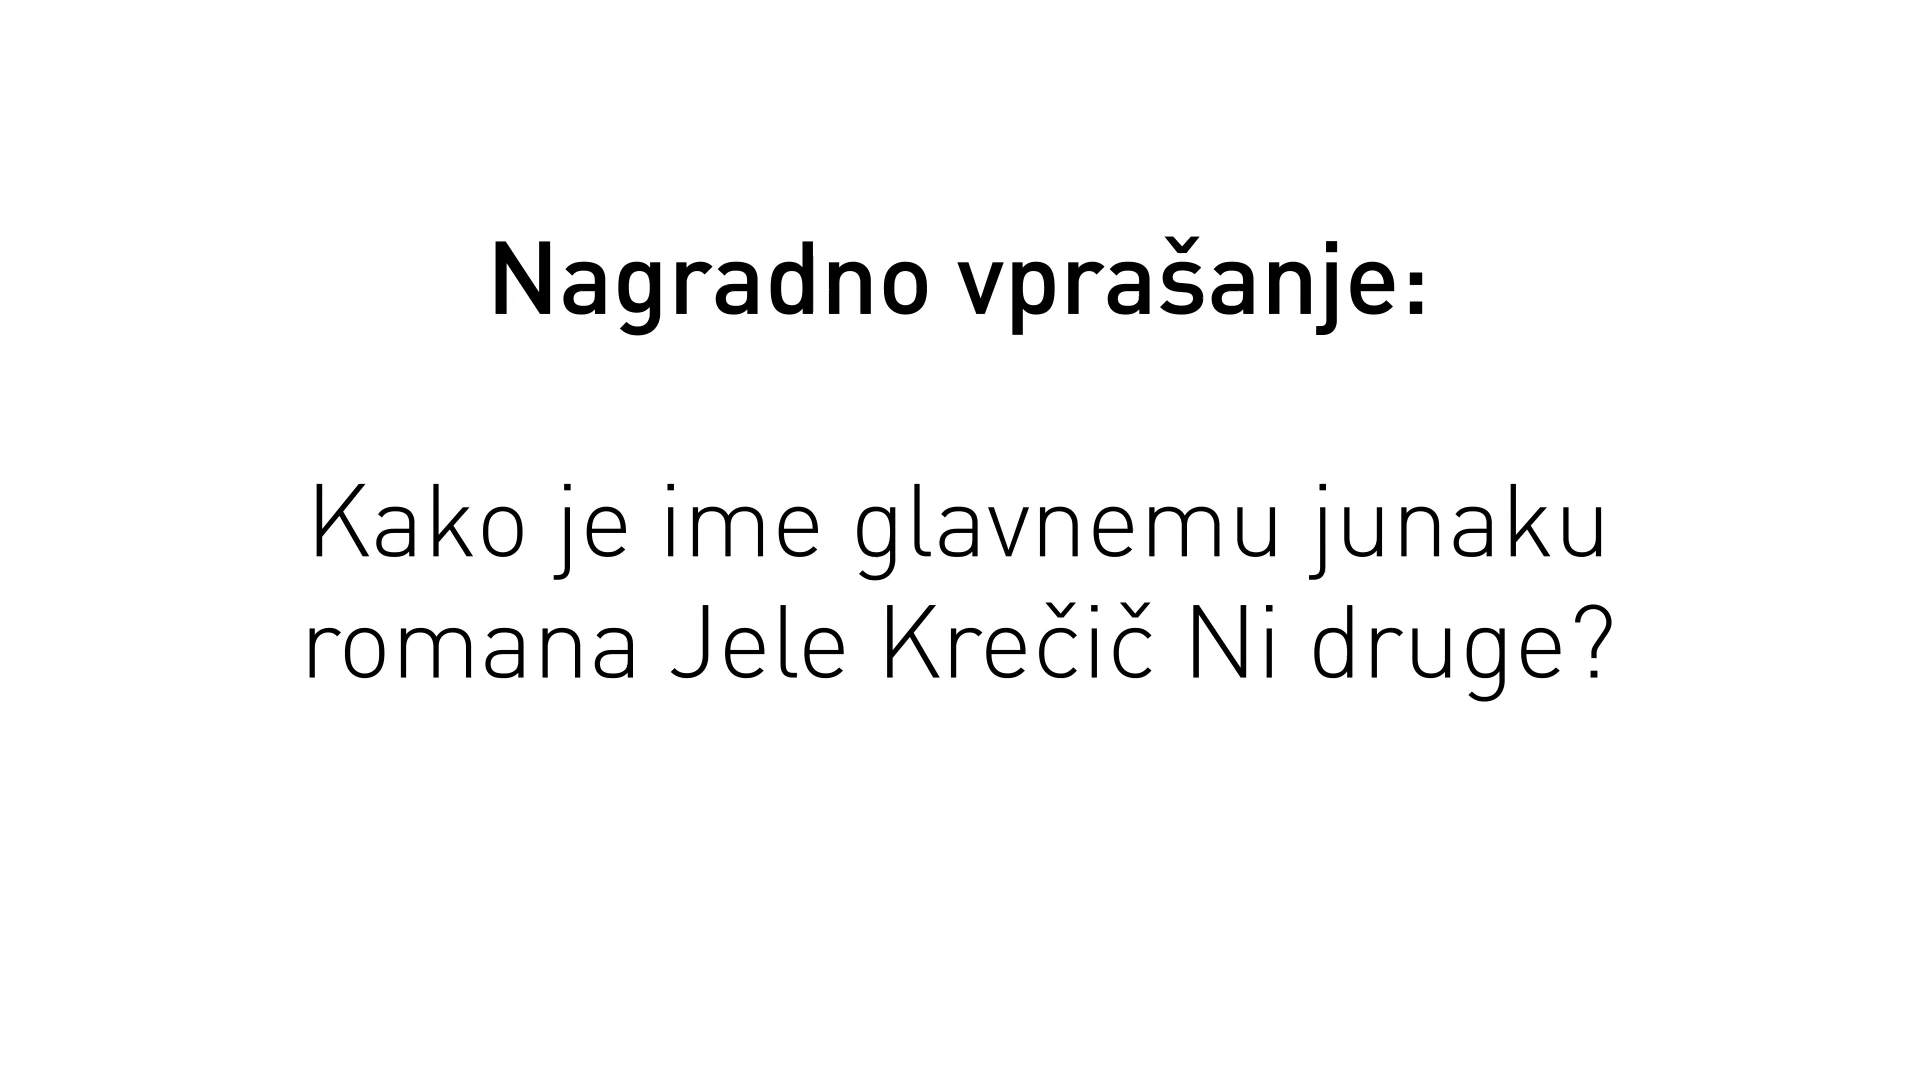 Nagradno vprašanje:
Kako je ime glavnemu junaku
romana Jele Krečič Ni druge?